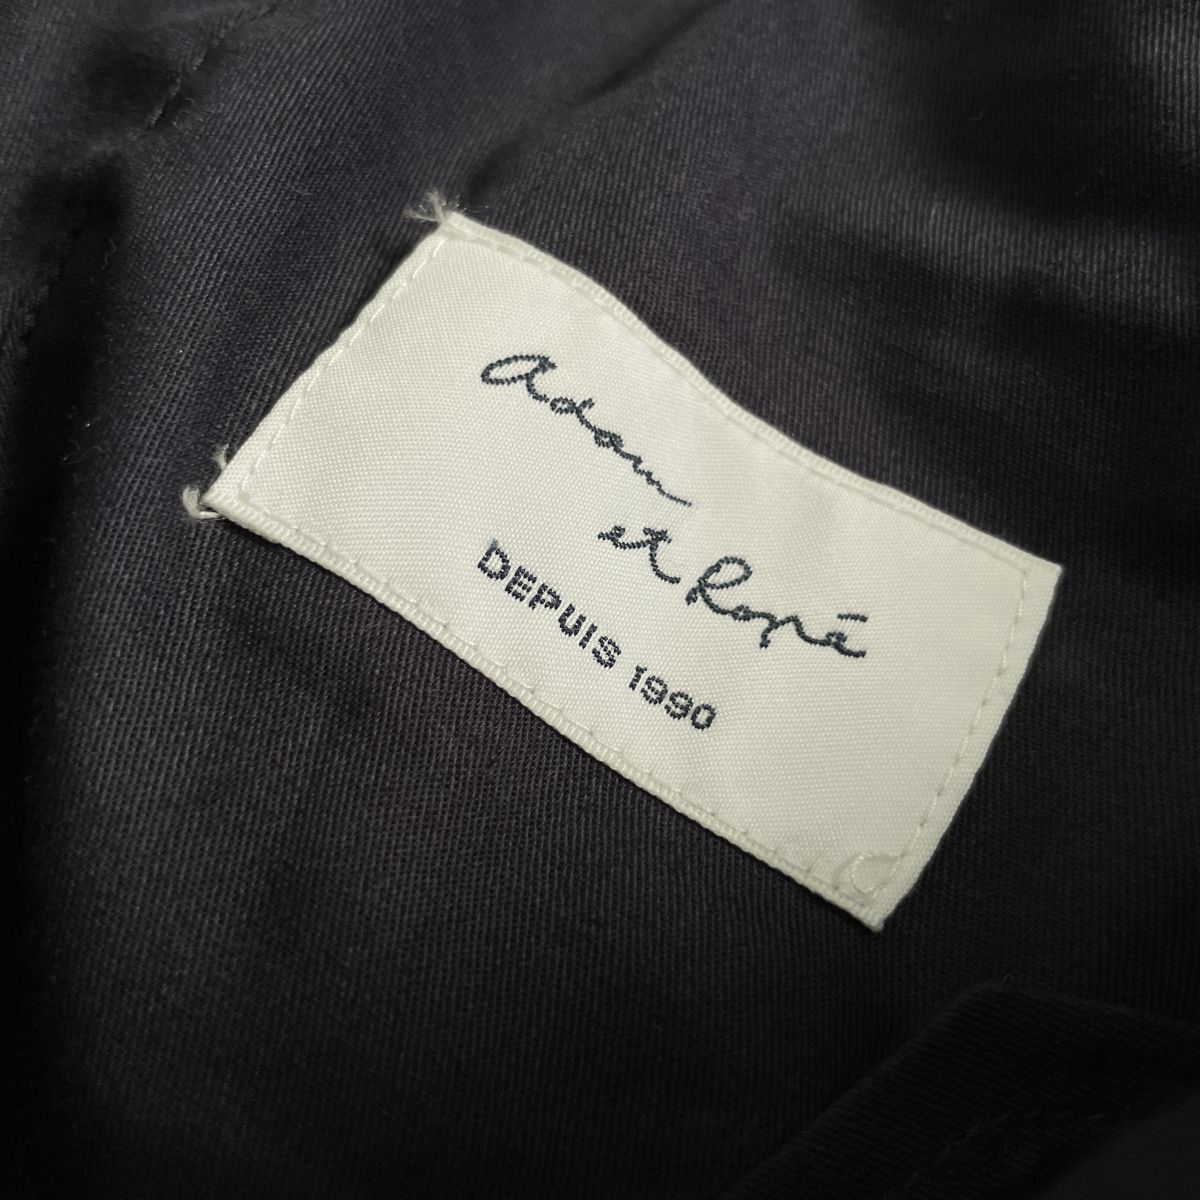 Adam
et Ropé
DEPUIS 1990